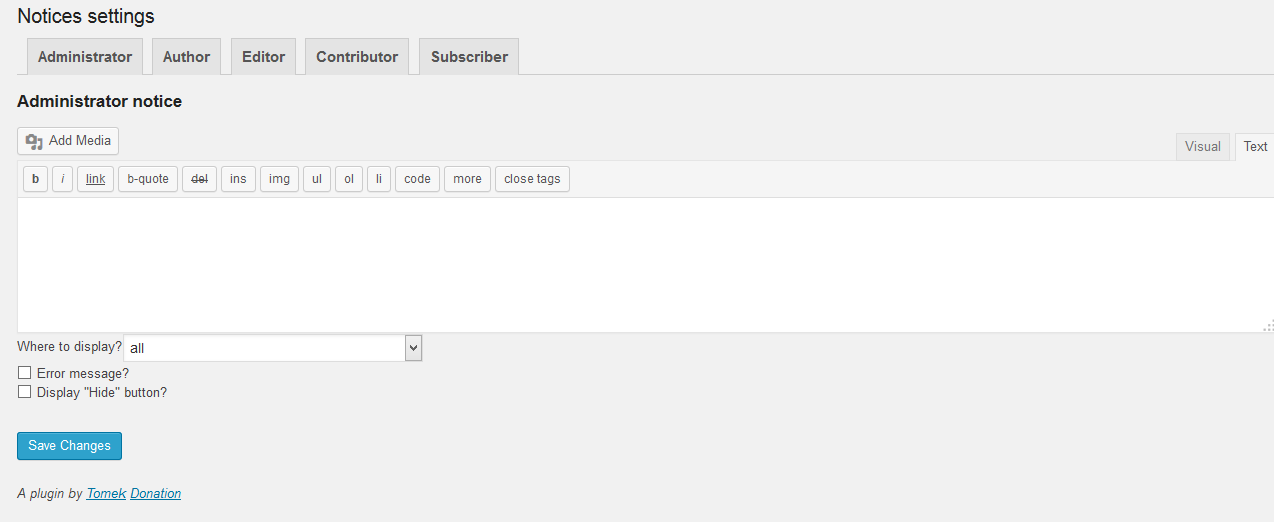 Notices settings
Administrator Author Editor Contributor Subscriber
Administrator notice
Add Media
Visual Text
b i link b-quote del ins img ul ol li code more close tags
Where to display? all
Error message?
Display "Hide" button?
Save Changes
A plugin by Tomek Donation